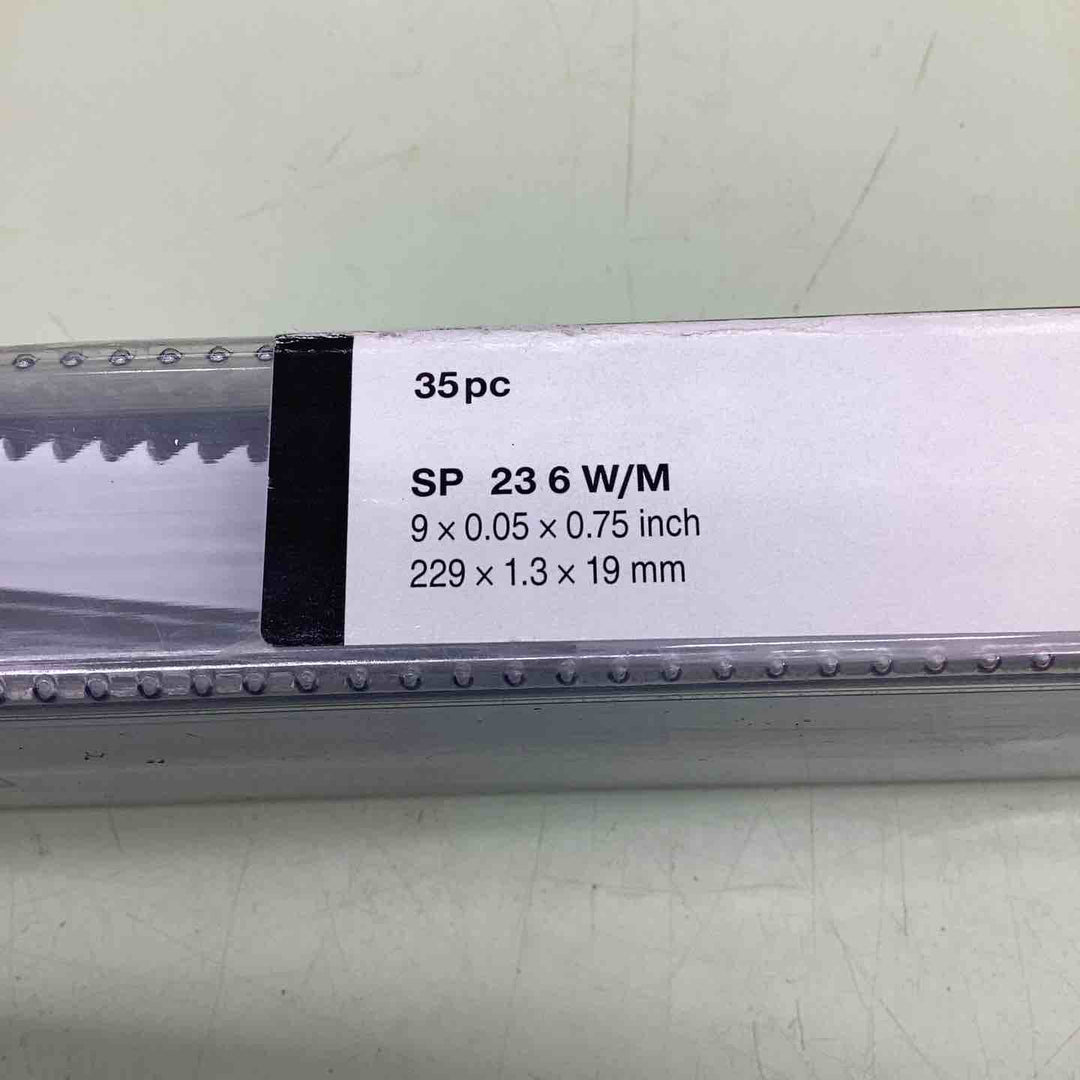 35pc
SP 23 6 W/M
9 × 0.05 × 0.75 inch
229 × 1.3 × 19 mm